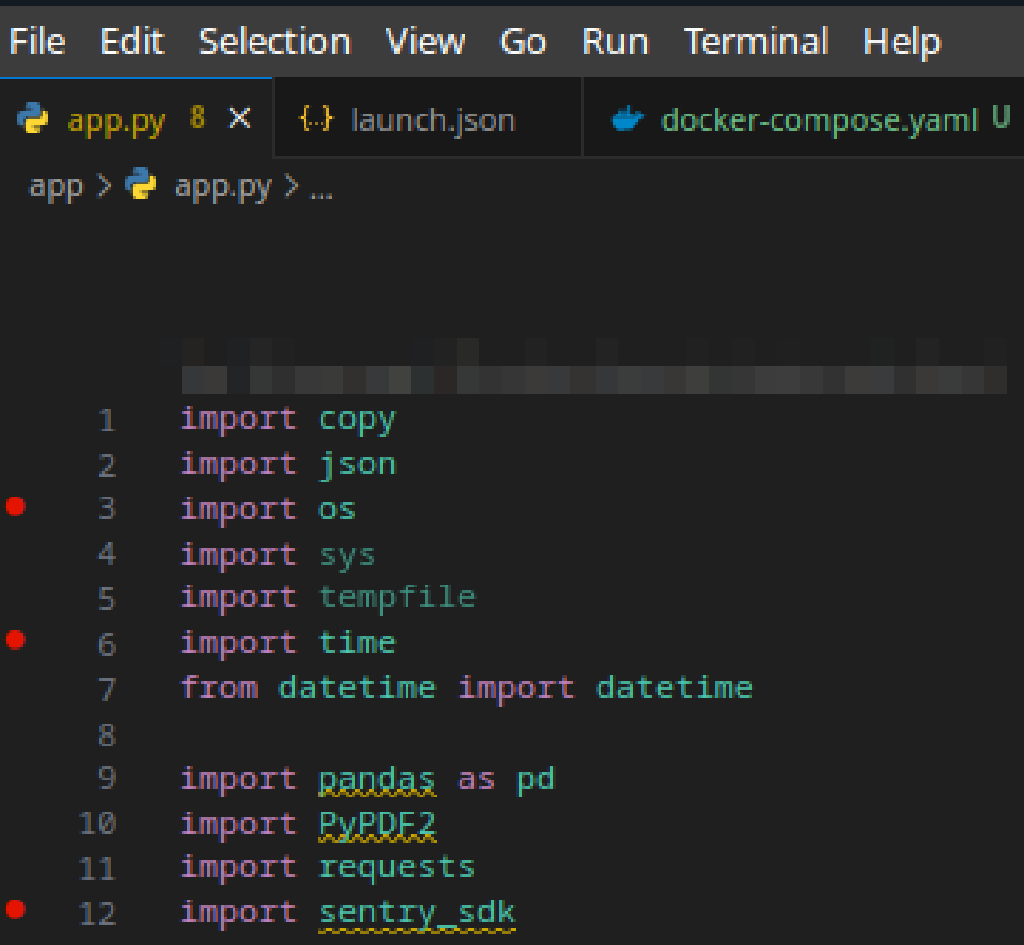 File Edit Selection View Go Run Terminal Help
app.py 8 × {..} launch.json docker-compose.yaml U
app > app.py > ...
1 import copy
2 import json
3 import os
4 import sys
5 import tempfile
6 import time
7 from datetime import datetime
8
9 import pandas as pd
10 import PyPDF2
11 import requests
12 import sentry_sdk